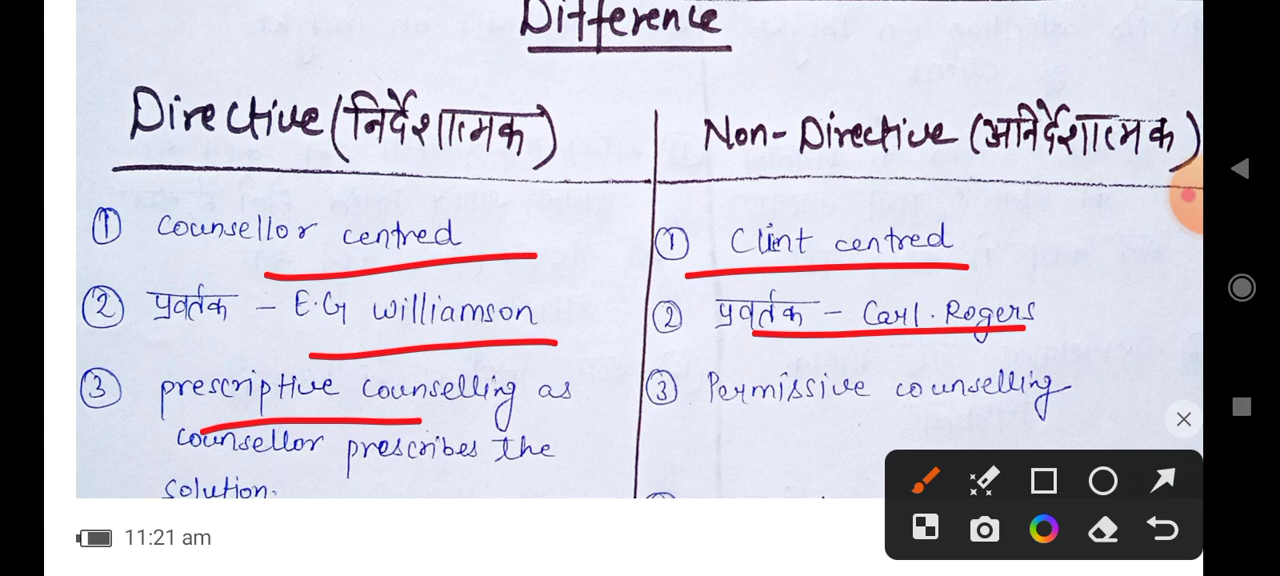 Difference
Directive (निर्देशात्मक)
Non-Directive (अनिर्देशात्मक)
① Counsellor centred
① Clint centred
② प्रवर्तक - E.G williamson
② प्रवर्तक - Carl. Rogers
③ prescriptive counselling as
③ Permissive counselling
counsellor prescribes the
solution.
11:21 am